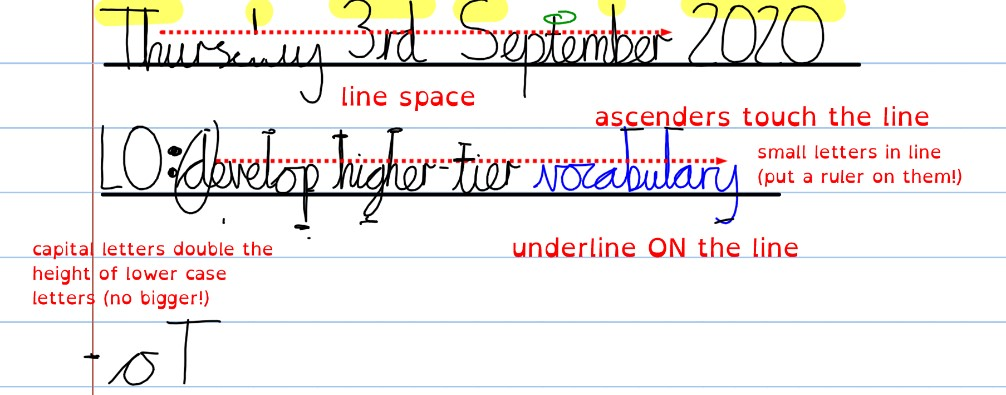 Thursday 3rd September 2020
line space
ascenders touch the line
LO: develop higher-tier vocabulary
small letters in line
(put a ruler on them!)
capital letters double the
height of lower case
letters (no bigger!)
underline ON the line
o T